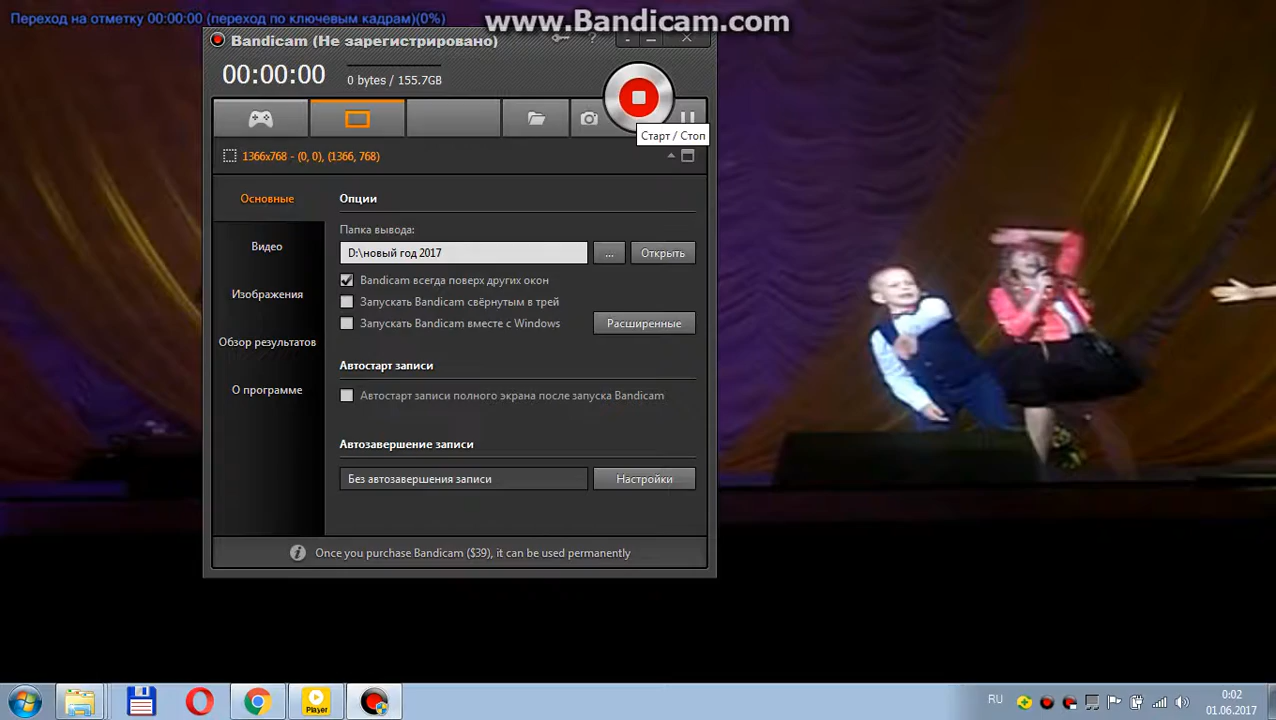 Переход на отметку 00:00:00 (переход по ключевым кадрам)(0%)
www.Bandicam.com
Bandicam (Не зарегистрировано)
00:00:00
0 bytes / 155.7GB
Старт / Стоп
1366x768 - (0, 0), (1366, 768)
Основные
Видео
Изображения
Обзор результатов
О программе
Опции
Папка вывода:
D:\новый год 2017
...
Открыть
Bandicam всегда поверх других окон
Запускать Bandicam свёрнутым в трей
Запускать Bandicam вместе с Windows
Расширенные
Автостарт записи
Автостарт записи полного экрана после запуска Bandicam
Автозавершение записи
Без автозавершения записи
Настройки
Once you purchase Bandicam ($39), it can be used permanently
Player
RU
0:02
01.06.2017